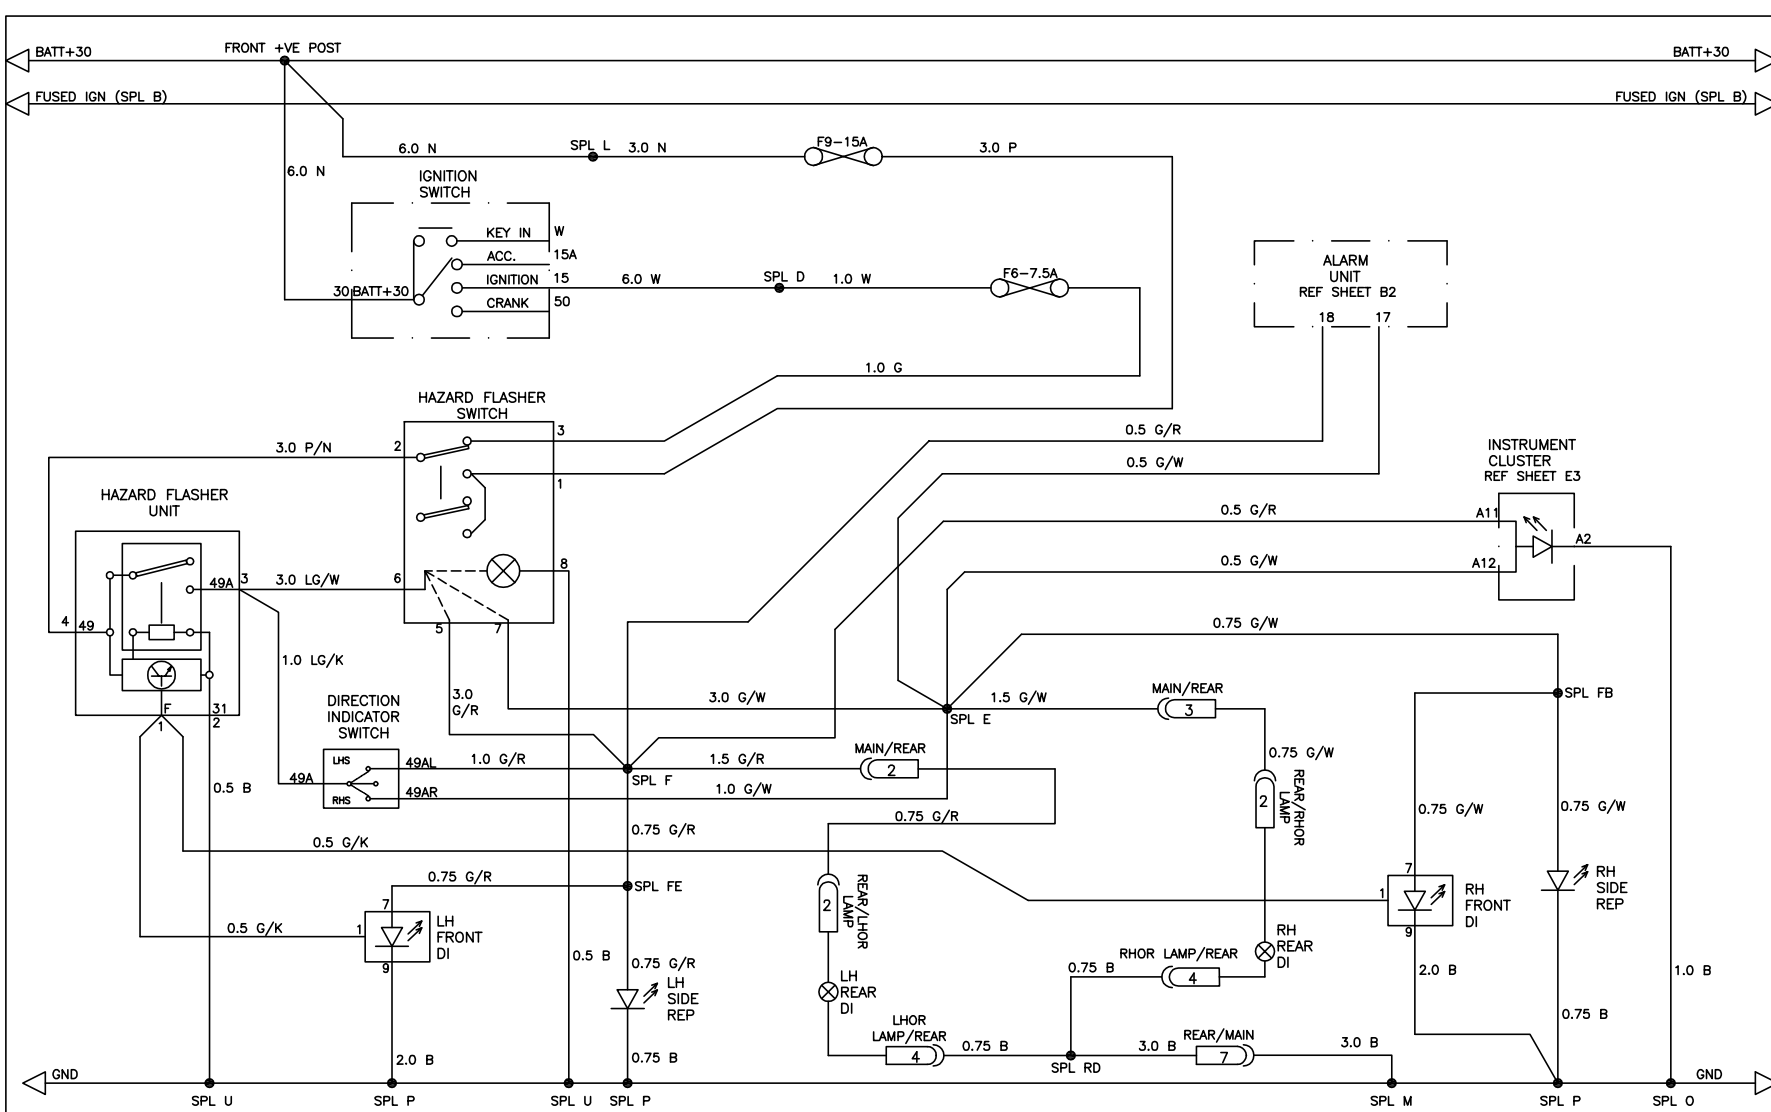 BATT+30
FRONT +VE POST
BATT+30
FUSED IGN (SPL B)
FUSED IGN (SPL B)
6.0 N
SPL L
3.0 N
F9-15A
3.0 P
6.0 N
IGNITION
SWITCH
KEY IN
W
ACC.
15A
IGNITION
15
CRANK
50
30
BATT+30
6.0 W
SPL D
1.0 W
F6-7.5A
ALARM
UNIT
REF SHEET B2
18
17
1.0 G
HAZARD FLASHER
SWITCH
3
2
1
8
6
5
7
3.0 P/N
0.5 G/R
0.5 G/W
INSTRUMENT
CLUSTER
REF SHEET E3
A11
A2
A12
0.5 G/R
0.5 G/W
HAZARD FLASHER
UNIT
49A
3
3.0 LG/W
4
49
F
1
31
2
1.0 LG/K
0.75 G/W
3.0
G/R
3.0 G/W
SPL E
1.5 G/W
MAIN/REAR
3
SPL FB
DIRECTION
INDICATOR
SWITCH
LHS
RHS
49A
49AL
49AR
1.0 G/R
SPL F
1.5 G/R
MAIN/REAR
2
1.0 G/W
0.75 G/W
REAR/RHOR
LAMP
2
0.5 B
0.75 G/R
0.75 G/R
0.75 G/W
0.75 G/W
0.5 G/K
0.75 G/R
SPL FE
REAR/LHOR
LAMP
2
7
1
9
RH
FRONT
DI
RH
SIDE
REP
7
1
9
LH
FRONT
DI
0.5 G/K
0.5 B
0.75 G/R
LH
SIDE
REP
LH
REAR
DI
RH
REAR
DI
RHOR LAMP/REAR
4
0.75 B
2.0 B
1.0 B
0.75 B
LHOR
LAMP/REAR
4
0.75 B
SPL RD
3.0 B
REAR/MAIN
7
3.0 B
2.0 B
0.75 B
GND
GND
SPL U
SPL P
SPL U
SPL P
SPL M
SPL P
SPL O